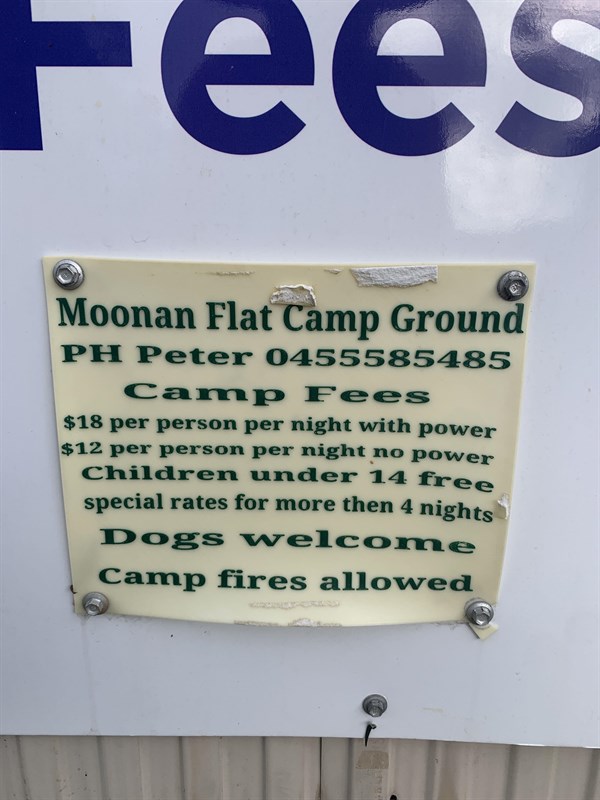 Fees
Moonan Flat Camp Ground
PH Peter 0455585485
Camp Fees
$18 per person per night with power
$12 per person per night no power
Children under 14 free
special rates for more then 4 nights
Dogs welcome
Camp fires allowed